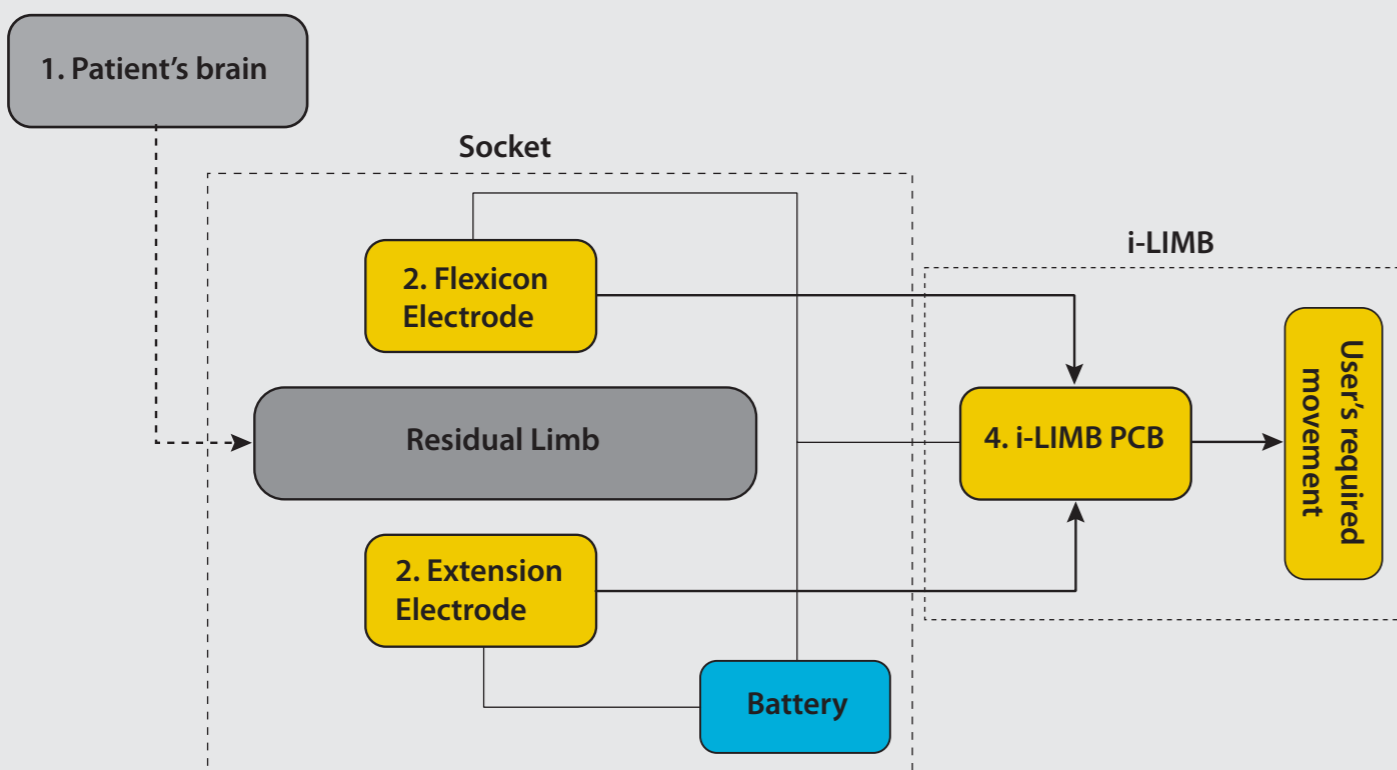 1. Patient's brain
Socket
2. Flexicon
Electrode
i-LIMB
User's required
movement
Residual Limb
4. i-LIMB PCB
2. Extension
Electrode
Battery